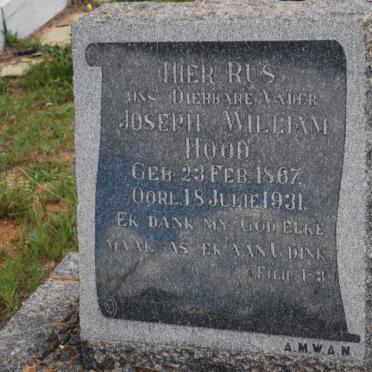 HIER RUS
ONS DIERBARE VADER
JOSEPH WILLIAM
HOOD
GEB. 23 FEB. 1867
OORL. 18 JULIE 1931.
EK DANK MY GOD ELKE
MAAL AS EK AAN U DINK
FILIP. 1-3
A.M.W.A.N.